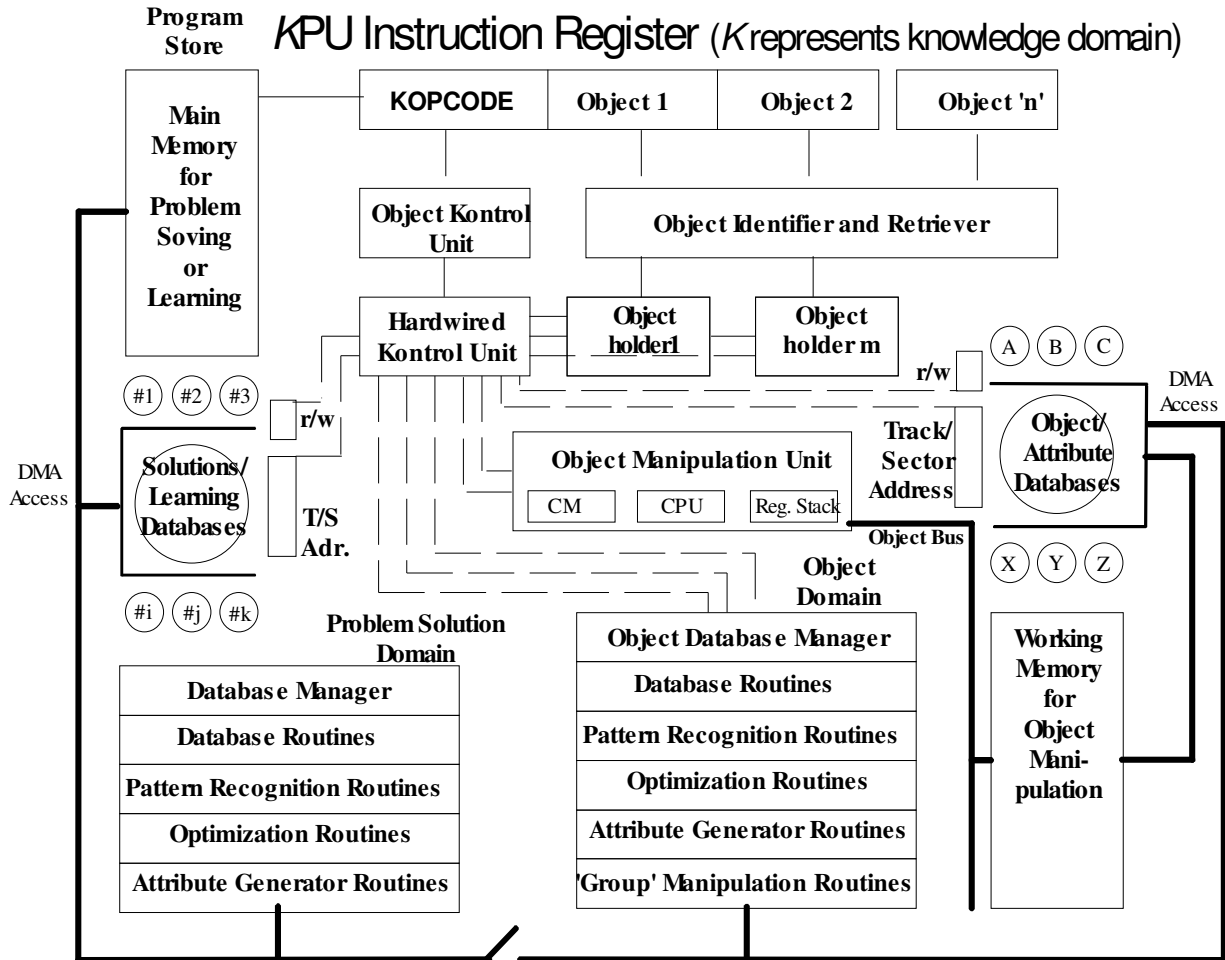 Program
Store
KPU Instruction Register (K represents knowledge domain)
KOPCODE
Object 1
Object 2
Object 'n'
Main
Memory
for
Problem
Soving
or
Learning
Object Kontrol
Unit
Object Identifier and Retriever
Hardwired
Kontrol Unit
Object
holder1
Object
holder m
A
B
C
r/w
DMA
Access
#1
#2
#3
r/w
Solutions/
Learning
Databases
DMA
Access
T/S
Adr.
Object Manipulation Unit
CM
CPU
Reg. Stack
Track/
Sector
Address
Object/
Attribute
Databases
Object Bus
X
Y
Z
#i
#j
#k
Problem Solution
Domain
Object
Domain
Database Manager
Database Routines
Pattern Recognition Routines
Optimization Routines
Attribute Generator Routines
Object Database Manager
Database Routines
Pattern Recognition Routines
Optimization Routines
Attribute Generator Routines
'Group' Manipulation Routines
Working
Memory
for
Object
Mani-
pulation